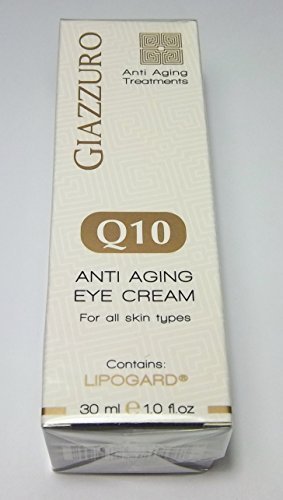 Anti Aging
Treatments
GIAZZURO
Q10
ANTI AGING
EYE CREAM
For all skin types
Contains:
LIPOGARD®
30 ml e 1.0 fl.oz